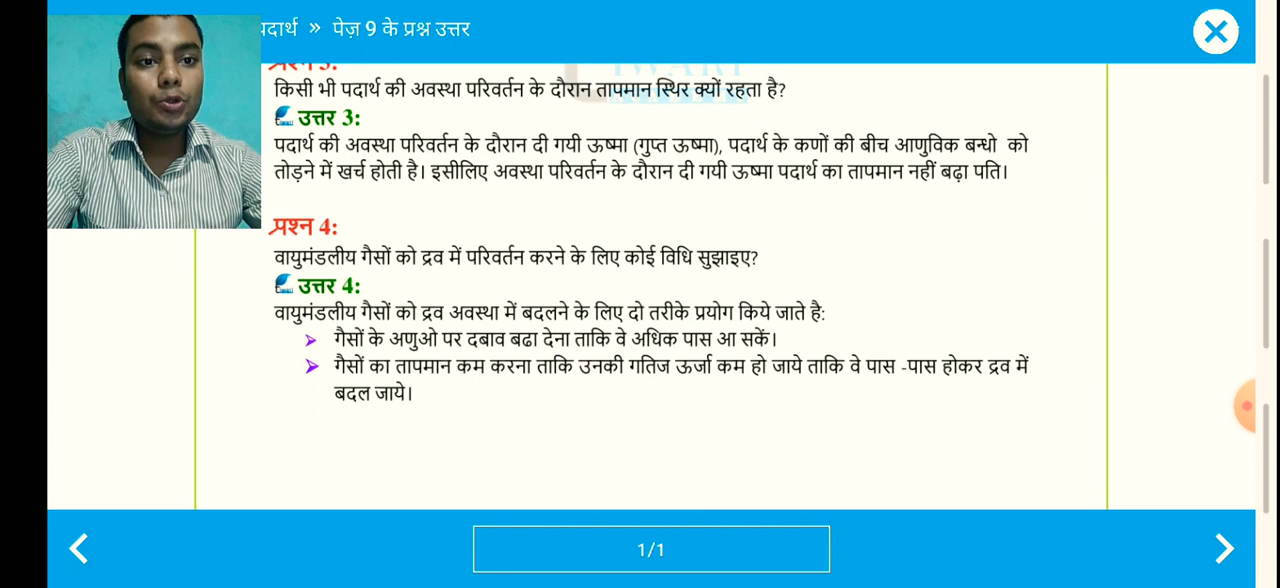 पदार्थ » पेज़ 9 के प्रश्न उत्तर
प्रश्न 3:
किसी भी पदार्थ की अवस्था परिवर्तन के दौरान तापमान स्थिर क्यों रहता है?
उत्तर 3:
पदार्थ की अवस्था परिवर्तन के दौरान दी गयी ऊष्मा (गुप्त ऊष्मा), पदार्थ के कणों की बीच आणुविक बन्धो को
तोड़ने में खर्च होती है। इसीलिए अवस्था परिवर्तन के दौरान दी गयी ऊष्मा पदार्थ का तापमान नहीं बढ़ा पति।
प्रश्न 4:
वायुमंडलीय गैसों को द्रव में परिवर्तन करने के लिए कोई विधि सुझाइए?
उत्तर 4:
वायुमंडलीय गैसों को द्रव अवस्था में बदलने के लिए दो तरीके प्रयोग किये जाते है:
➢ गैसों के अणुओ पर दबाव बढा देना ताकि वे अधिक पास आ सकें।
➢ गैसों का तापमान कम करना ताकि उनकी गतिज ऊर्जा कम हो जाये ताकि वे पास -पास होकर द्रव में
बदल जाये।
1/1